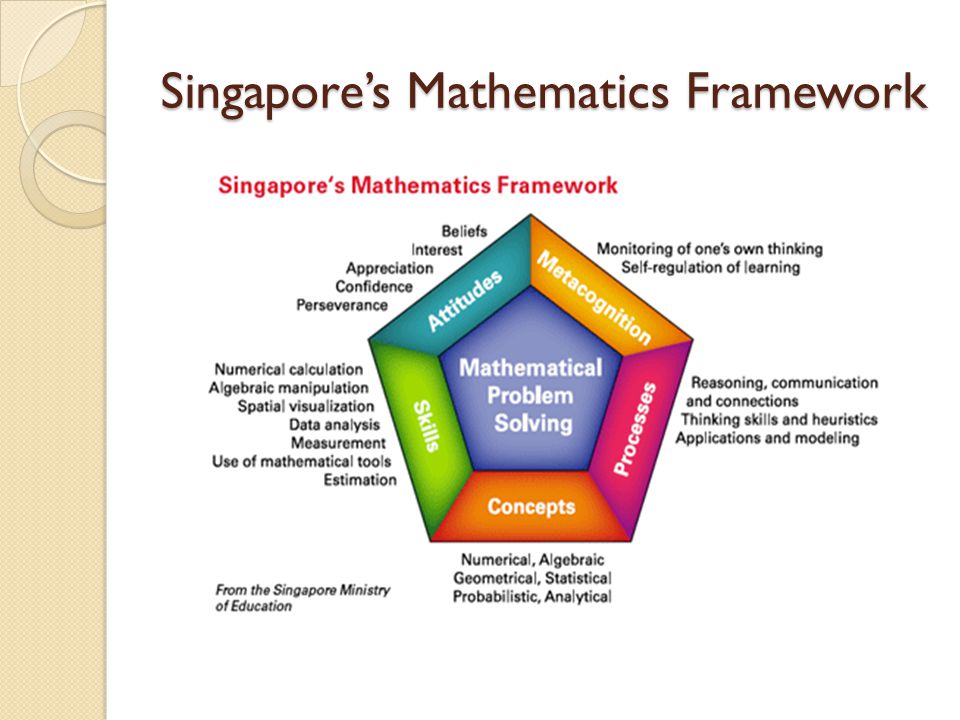 Singapore’s Mathematics Framework
Singapore‘s Mathematics Framework
Beliefs
Interest
Appreciation
Confidence
Perseverance
Attitudes
Metacognition
Monitoring of one's own thinking
Self-regulation of learning
Numerical calculation
Algebraic manipulation
Spatial visualization
Data analysis
Measurement
Use of mathematical tools
Estimation
Skills
Mathematical
Problem
Solving
Processes
Reasoning, communication
and connections
Thinking skills and heuristics
Applications and modeling
Concepts
Numerical, Algebraic
Geometrical, Statistical
Probabilistic, Analytical
From the Singapore Ministry
of Education